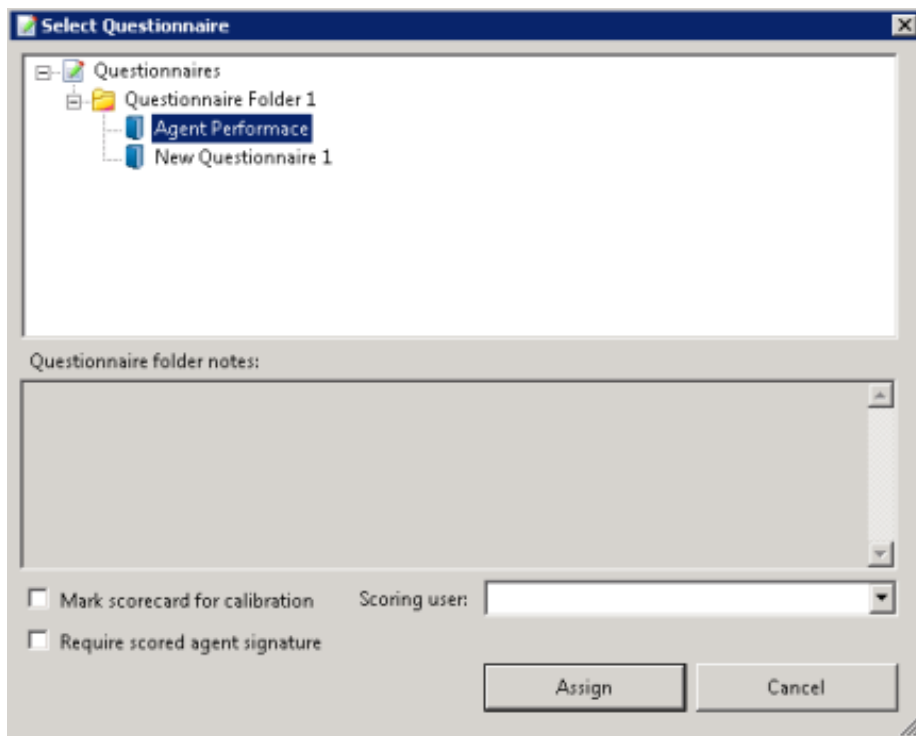 Select Questionnaire
Questionnaires
Questionnaire Folder 1
Agent Performace
New Questionnaire 1
Questionnaire folder notes:
Mark scorecard for calibration Scoring user:
Require scored agent signature
Assign Cancel